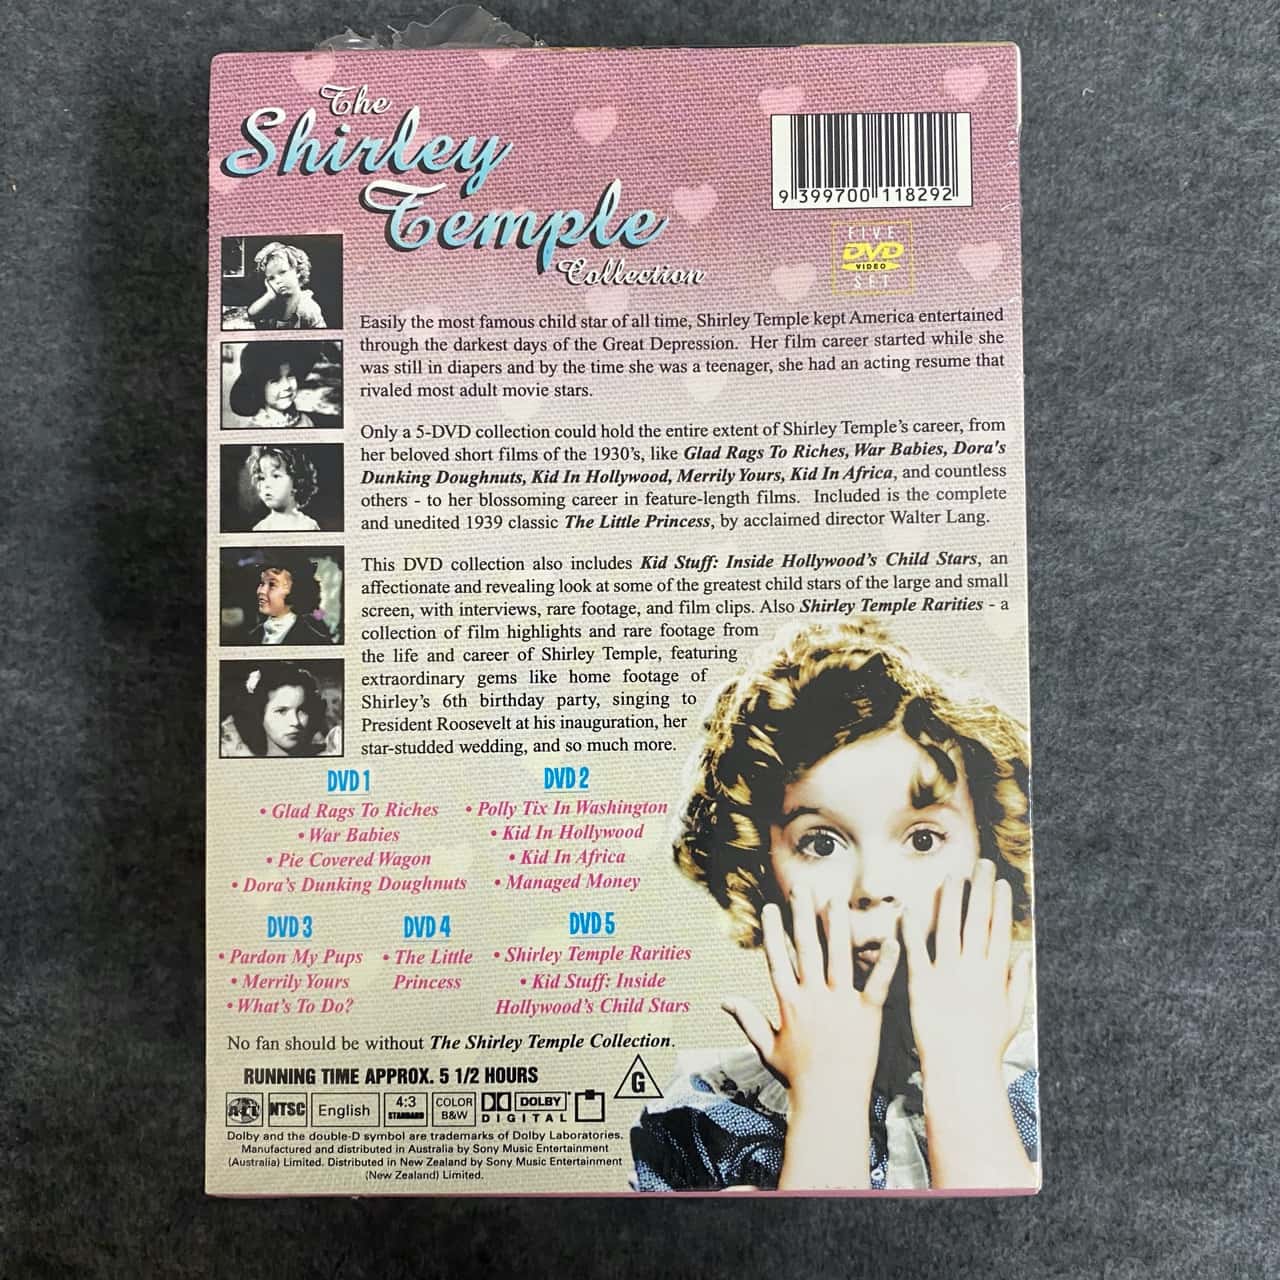 The
Shirley
Temple
Collection
9 399700 118292
FIVE
DVD
VIDEO
SET
Easily the most famous child star of all time, Shirley Temple kept America entertained
through the darkest days of the Great Depression. Her film career started while she
was still in diapers and by the time she was a teenager, she had an acting resume that
rivaled most adult movie stars.
Only a 5-DVD collection could hold the entire extent of Shirley Temple's career, from
her beloved short films of the 1930's, like Glad Rags To Riches, War Babies, Dora's
Dunking Doughnuts, Kid In Hollywood, Merrily Yours, Kid In Africa, and countless
others - to her blossoming career in feature-length films. Included is the complete
and unedited 1939 classic The Little Princess, by acclaimed director Walter Lang.
This DVD collection also includes Kid Stuff: Inside Hollywood's Child Stars, an
affectionate and revealing look at some of the greatest child stars of the large and small
screen, with interviews, rare footage, and film clips. Also Shirley Temple Rarities - a
collection of film highlights and rare footage from
the life and career of Shirley Temple, featuring
extraordinary gems like home footage of
Shirley's 6th birthday party, singing to
President Roosevelt at his inauguration, her
star-studded wedding, and so much more.
DVD 1
• Glad Rags To Riches
• War Babies
• Pie Covered Wagon
• Dora's Dunking Doughnuts
DVD 2
• Polly Tix In Washington
• Kid In Hollywood
• Kid In Africa
• Managed Money
DVD 3
• Pardon My Pups
• Merrily Yours
• What's To Do?
DVD 4
• The Little
Princess
DVD 5
• Shirley Temple Rarities
• Kid Stuff: Inside
Hollywood's Child Stars
No fan should be without The Shirley Temple Collection.
RUNNING TIME APPROX. 5 1/2 HOURS
G
ALL
NTSC
English
4:3
STANDARD
COLOR
B&W
DOLBY
DIGITAL
Dolby and the double-D symbol are trademarks of Dolby Laboratories.
Manufactured and distributed in Australia by Sony Music Entertainment
(Australia) Limited. Distributed in New Zealand by Sony Music Entertainment
(New Zealand) Limited.